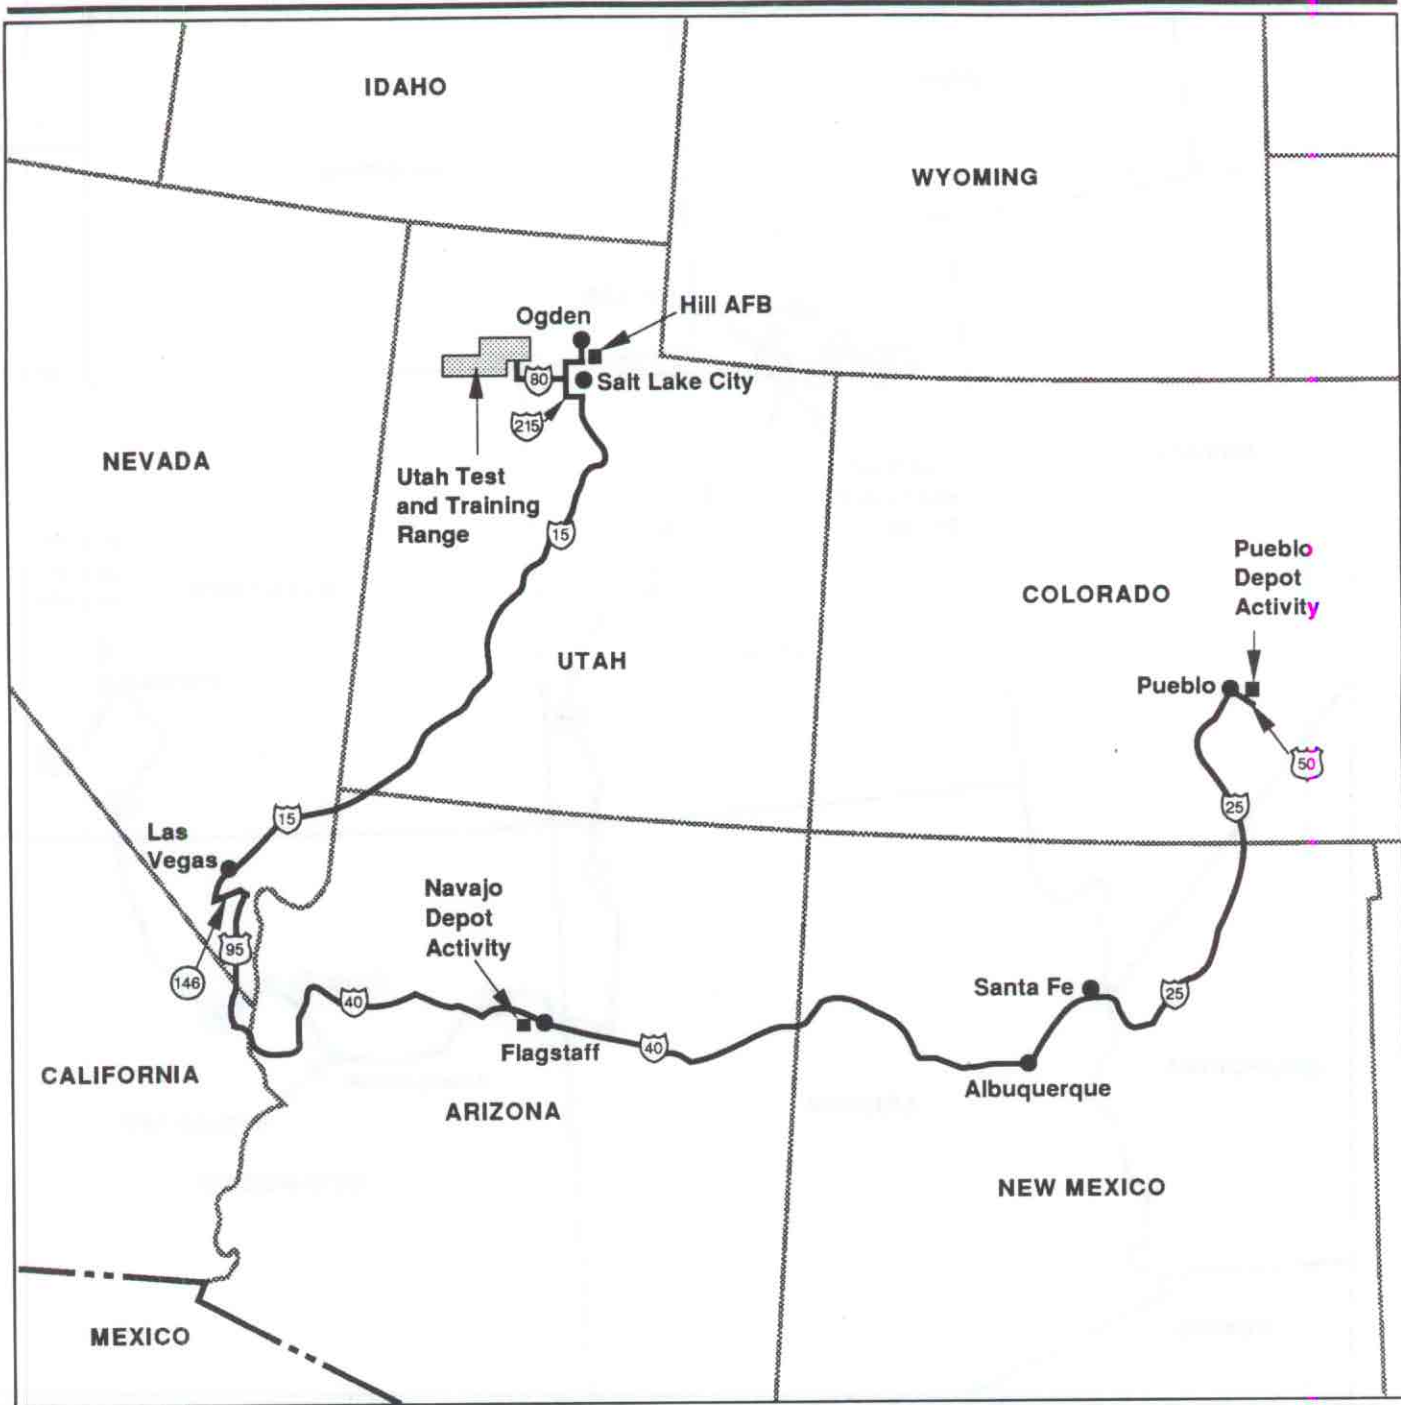 IDAHO
WYOMING
Hill AFB
Ogden
80
Salt Lake City
215
NEVADA
Utah Test
and Training
Range
15
Pueblo
Depot
Activity
COLORADO
UTAH
Pueblo
50
25
15
Las
Vegas
Navajo
Depot
Activity
95
146
40
Santa Fe
25
Flagstaff
40
CALIFORNIA
Albuquerque
ARIZONA
NEW MEXICO
MEXICO